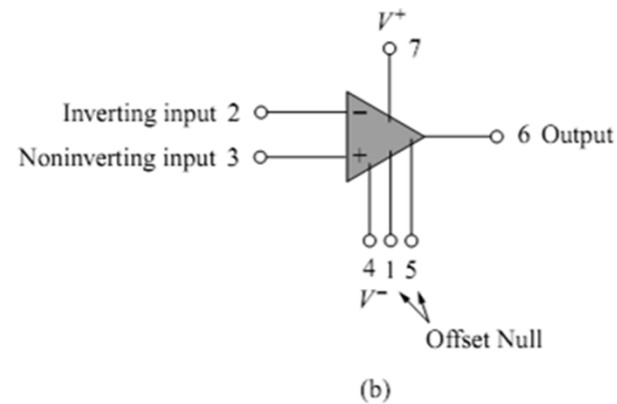 V⁺
7
Inverting input 2
−
6 Output
Noninverting input 3
+
4 1 5
V⁻
Offset Null
(b)